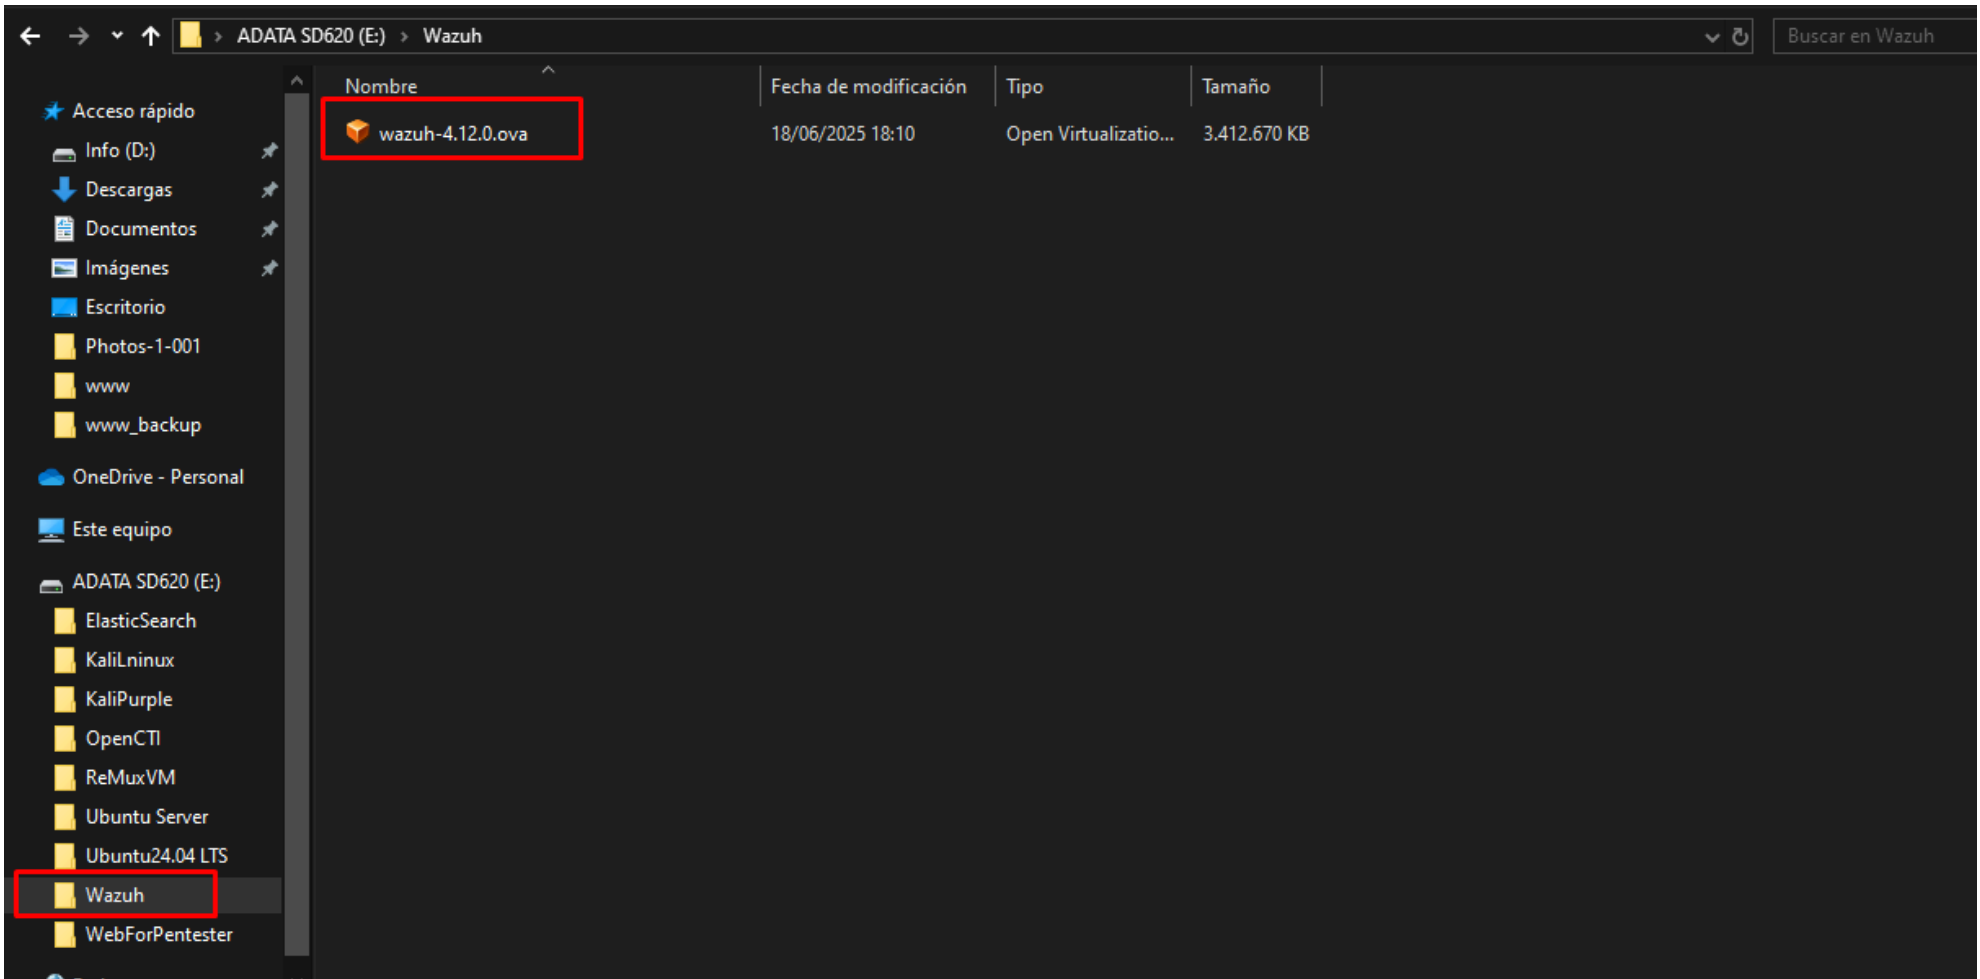 ADATA SD620 (E:) > Wazuh
Buscar en Wazuh
Nombre Fecha de modificación Tipo Tamaño
wazuh-4.12.0.ova 18/06/2025 18:10 Open Virtualizatio... 3.412.670 KB
Acceso rápido
Info (D:)
Descargas
Documentos
Imágenes
Escritorio
Photos-1-001
www
www_backup
OneDrive - Personal
Este equipo
ADATA SD620 (E:)
ElasticSearch
KaliLninux
KaliPurple
OpenCTI
ReMuxVM
Ubuntu Server
Ubuntu24.04 LTS
Wazuh
WebForPentester